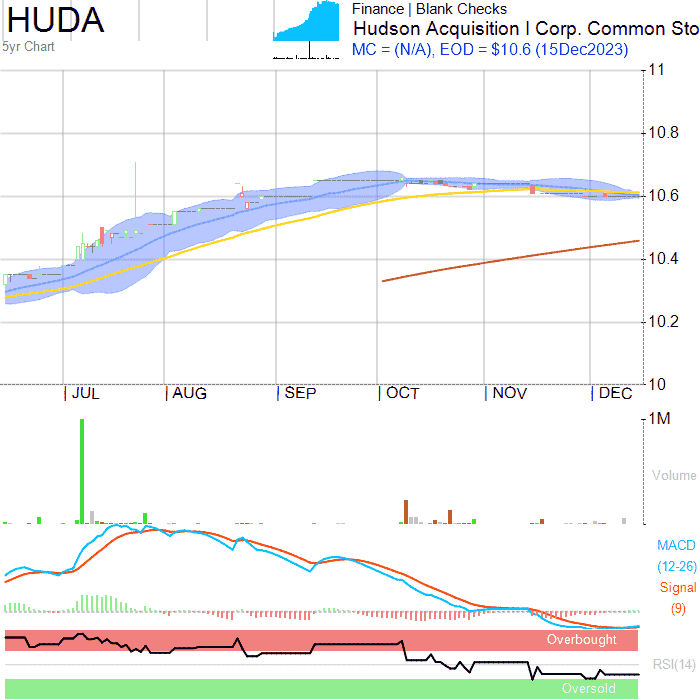 HUDA
Finance | Blank Checks
Hudson Acquisition I Corp. Common Sto
5yr Chart
MC = (N/A), EOD = $10.6 (15Dec2023)
11
10.8
10.6
10.4
10.2
10
JUL AUG SEP OCT NOV DEC
1M
Volume
MACD
(12-26)
Signal
(9)
Overbought
RSI(14)
Oversold